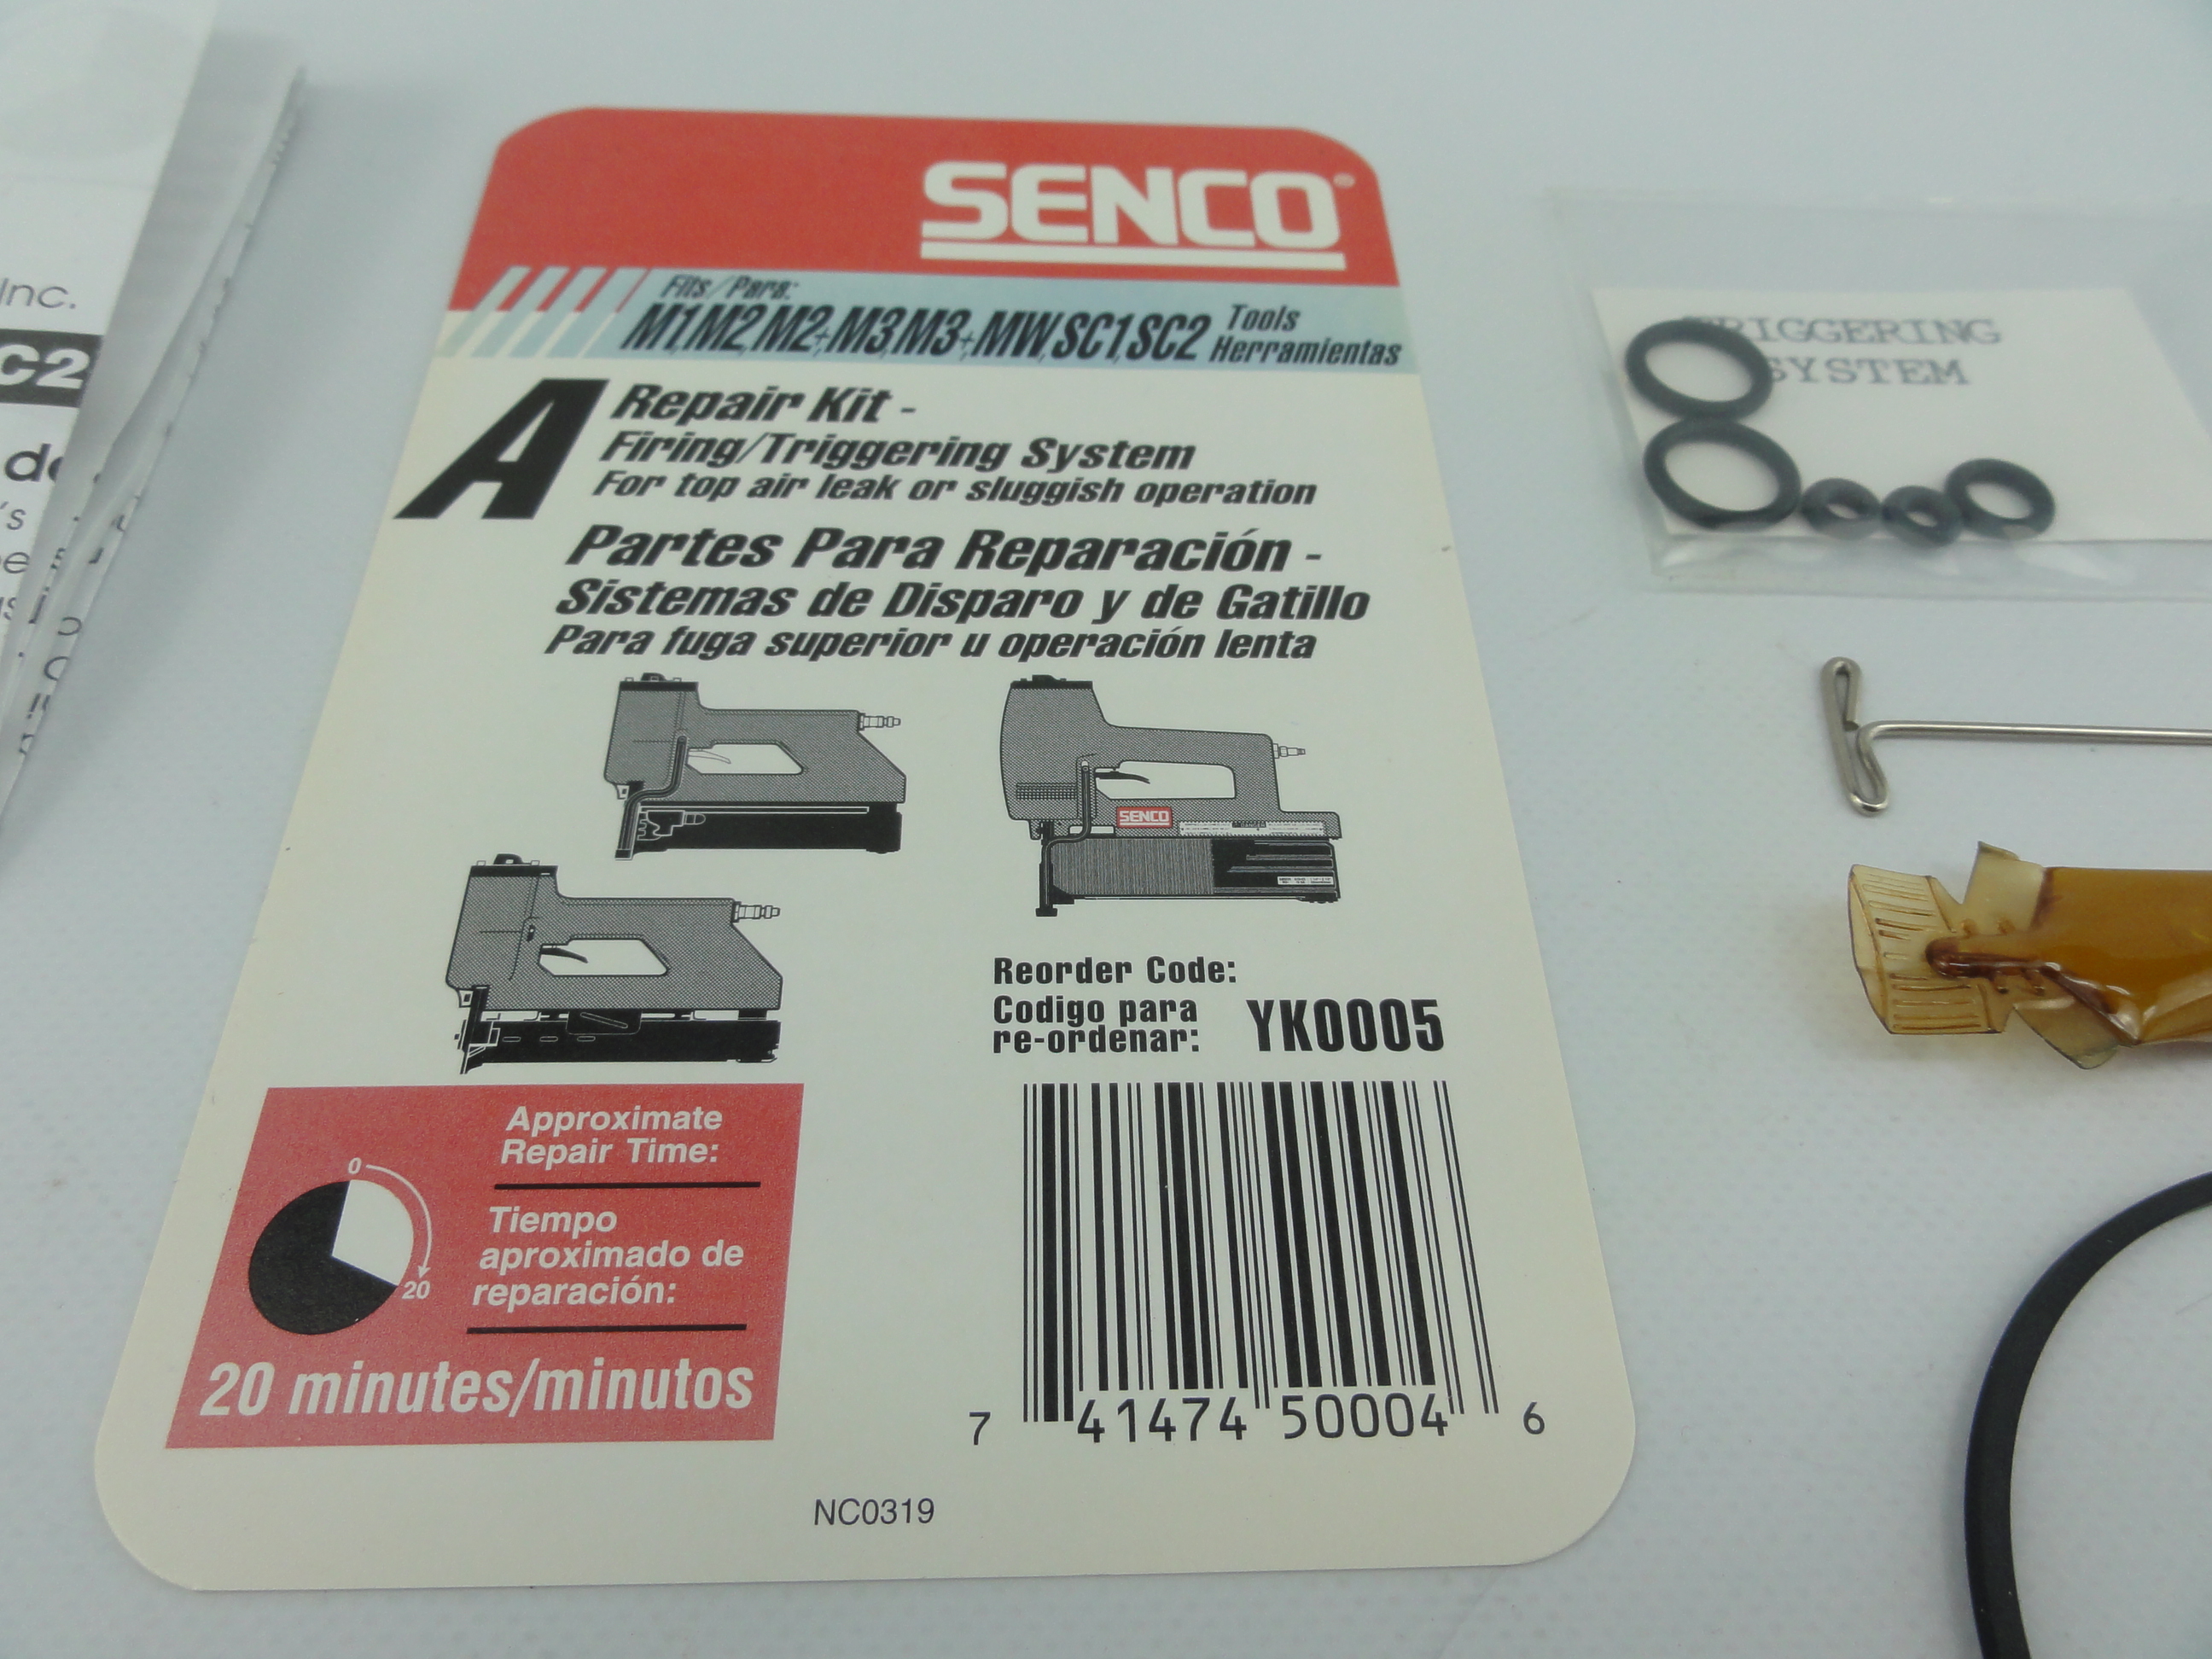 Inc.
C2
de
's
SENCO®
Fits/Para:
M1,M2,M2+,M3,M3+,MW,SC1,SC2 Tools
Herramientas
A Repair Kit -
Firing/Triggering System
For top air leak or sluggish operation
Partes Para Reparación -
Sistemas de Disparo y de Gatillo
Para fuga superior u operación lenta
SENCO
Reorder Code:
Codigo para
re-ordenar: YK0005
Approximate
Repair Time:
Tiempo
aproximado de
reparación:
0
20
20 minutes/minutos
7 41474 50004 6
NC0319
TRIGGERING
SYSTEM